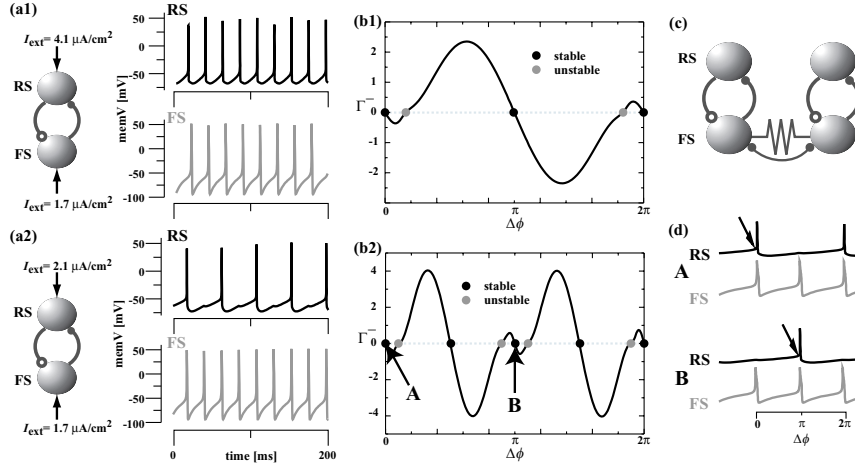 (a1)
I_ext = 4.1 μA/cm²
RS
FS
I_ext = 1.7 μA/cm²
RS
50
0
-50
memV [mV]
FS
50
0
-50
-100
(a2)
I_ext = 2.1 μA/cm²
RS
FS
I_ext = 1.7 μA/cm²
RS
50
0
-50
memV [mV]
FS
50
0
-50
-100
0
time [ms]
200
(b1)
stable
unstable
Γ⁻
2
1
0
-1
-2
0
π
2π
Δϕ
(b2)
stable
unstable
Γ⁻
4
2
0
-2
-4
A
B
0
π
2π
Δϕ
(c)
RS
FS
(d)
RS
A
FS
RS
B
FS
0
π
2π
Δϕ